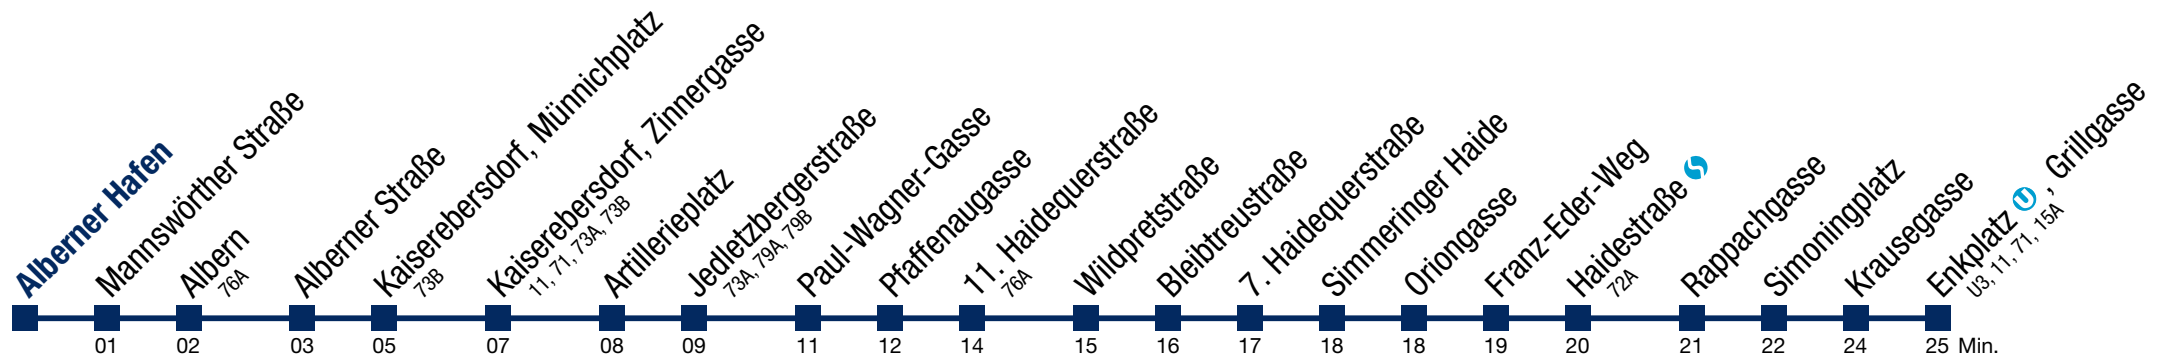 Alberner Hafen
Mannswörther Straße
Albern
76A
Alberner Straße
Kaiserebersdorf, Münnichplatz
73B
Kaiserebersdorf, Zinnergasse
11, 71, 73A, 73B
Artillerieplatz
Jedletzbergerstraße
73A, 79A, 79B
Paul-Wagner-Gasse
Pfaffenaugasse
11. Haidequerstraße
76A
Wildpretstraße
Bleibtreustraße
7. Haidequerstraße
Simmeringer Haide
Oriongasse
Franz-Eder-Weg
Haidestraße S
72A
Rappachgasse
Simoningplatz
Krausegasse
Enkplatz U, Grillgasse
U3, 11, 71, 15A
01 02 03 05 07 08 09 11 12 14 15 16 17 18 18 19 20 21 22 24 25 Min.